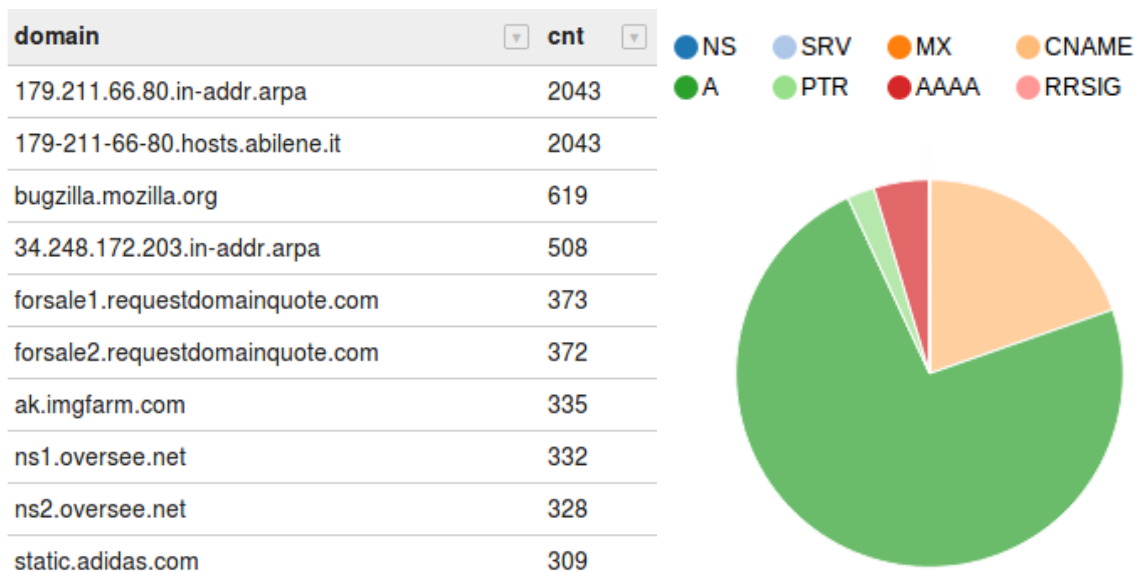 domain cnt
179.211.66.80.in-addr.arpa 2043
179-211-66-80.hosts.abilene.it 2043
bugzilla.mozilla.org 619
34.248.172.203.in-addr.arpa 508
forsale1.requestdomainquote.com 373
forsale2.requestdomainquote.com 372
ak.imgfarm.com 335
ns1.oversee.net 332
ns2.oversee.net 328
static.adidas.com 309
NS SRV MX CNAME
A PTR AAAA RRSIG